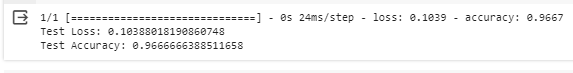 1/1 [==============================] - 0s 24ms/step - loss: 0.1039 - accuracy: 0.9667
Test Loss: 0.10388018190860748
Test Accuracy: 0.9666666388511658